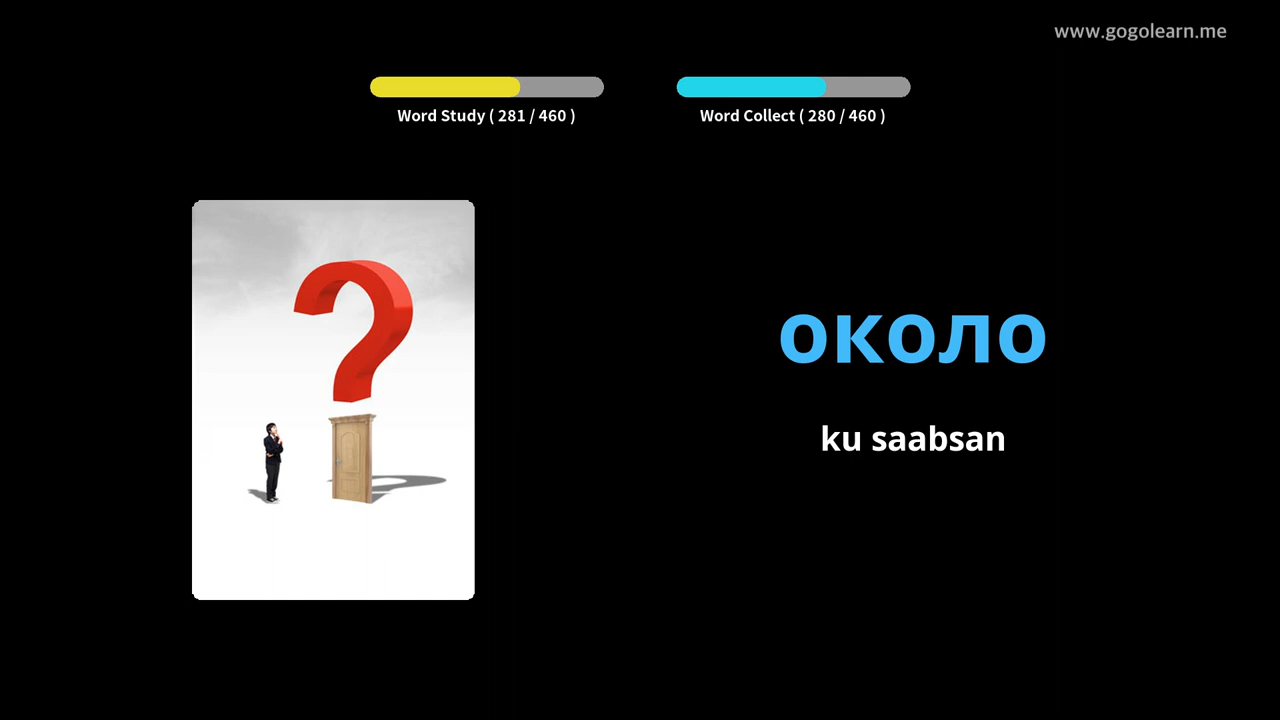 www.gogolearn.me
Word Study ( 281 / 460 )
Word Collect ( 280 / 460 )
около
ku saabsan